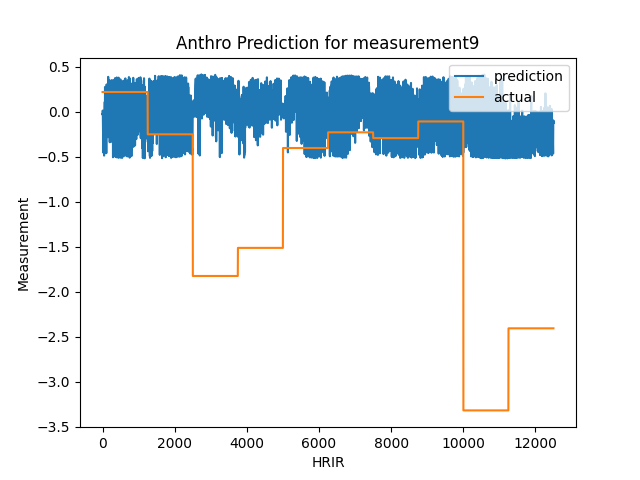 Anthro Prediction for measurement9
prediction
actual
0.5
0.0
−0.5
−1.0
−1.5
−2.0
−2.5
−3.0
−3.5
Measurement
0 2000 4000 6000 8000 10000 12000
HRIR